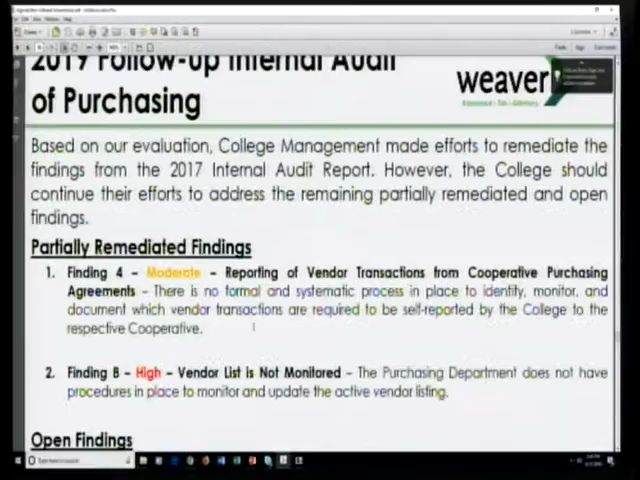 2019 Follow-up Internal Audit
of Purchasing
weaver
Based on our evaluation, College Management made efforts to remediate the
findings from the 2017 Internal Audit Report. However, the College should
continue their efforts to address the remaining partially remediated and open
findings.
Partially Remediated Findings
1. Finding 4 – Moderate – Reporting of Vendor Transactions from Cooperative Purchasing
Agreements – There is no formal and systematic process in place to identify, monitor, and
document which vendor transactions are required to be self-reported by the College to the
respective Cooperative.
2. Finding 8 – High – Vendor List is Not Monitored – The Purchasing Department does not have
procedures in place to monitor and update the active vendor listing.
Open Findings